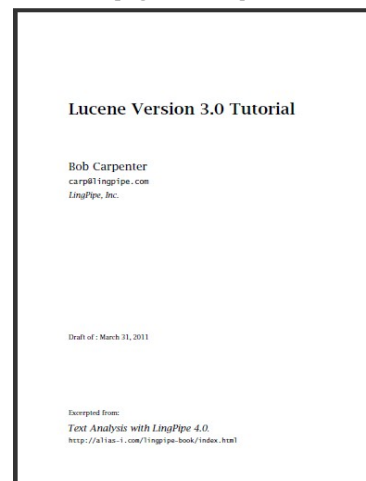 Lucene Version 3.0 Tutorial
Bob Carpenter
carp@lingpipe.com
LingPipe, Inc.
Draft of : March 31, 2011
Excerpted from:
Text Analysis with LingPipe 4.0.
http://alias-i.com/lingpipe-book/index.html